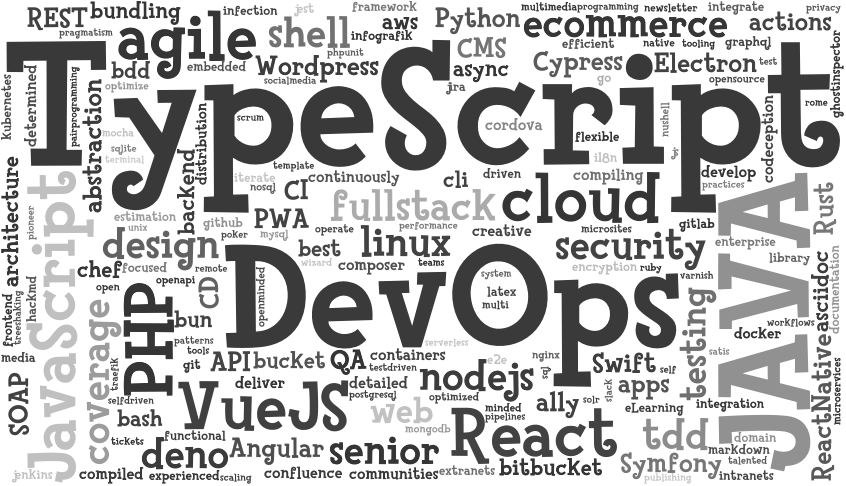 REST
bundling
infection
jest
framework
aws
Python
multimediaprogramming
newsletter
integrate
privacy
pragmatism
agile
shell
infografik
phpunit
CMS
ecommerce
actions
efficient
native
tooling
graphql
bdd
embedded
Wordpress
async
Cypress
Electron
test
optimize
socialmedia
jra
go
opensource
Kubernetes
determined
pairprogramming
TypeScript
scrum
cordova
flexible
nushell
rome
ghostinspector
codeception
abstraction
mocha
sqlite
terminal
distribution
i18n
template
iterate
nosql
continuously
CI
cli
driven
compiling
develop
practices
architecture
pioneer
JavaScript
estimation
unix
backend
github
PWA
fullstack
cloud
gitlab
JAVA
Rust
poker
mysql
operate
performance
creative
microsites
enterprise
design
best
linux
security
library
chef
focused
remote
wizard
composer
teams
encryption
ruby
varnish
open
openapi
CD
openminded
DevOps
system
latex
multi
frontend
treeshaking
hackmd
PHP
bun
testing
docker
workflows
ReactNative
asciidoc
documentation
media
coverage
patterns
tools
git
serverless
satis
API
bucket
QA
containers
testdriven
e2e
nginx
sql
Swift
self
traefik
SOAP
deliver
detailed
postgresql
nodejs
slack
apps
microservices
selfdriven
bash
VueJS
web
optimized
minded
pipelines
ally
solr
eLearning
integration
tickets
functional
mongodb
React
tdd
domain
deno
Angular
senior
markdown
talented
jenkins
compiled
experienced
scaling
confluence
communities
extranets
bitbucket
Symfony
publishing
intranets